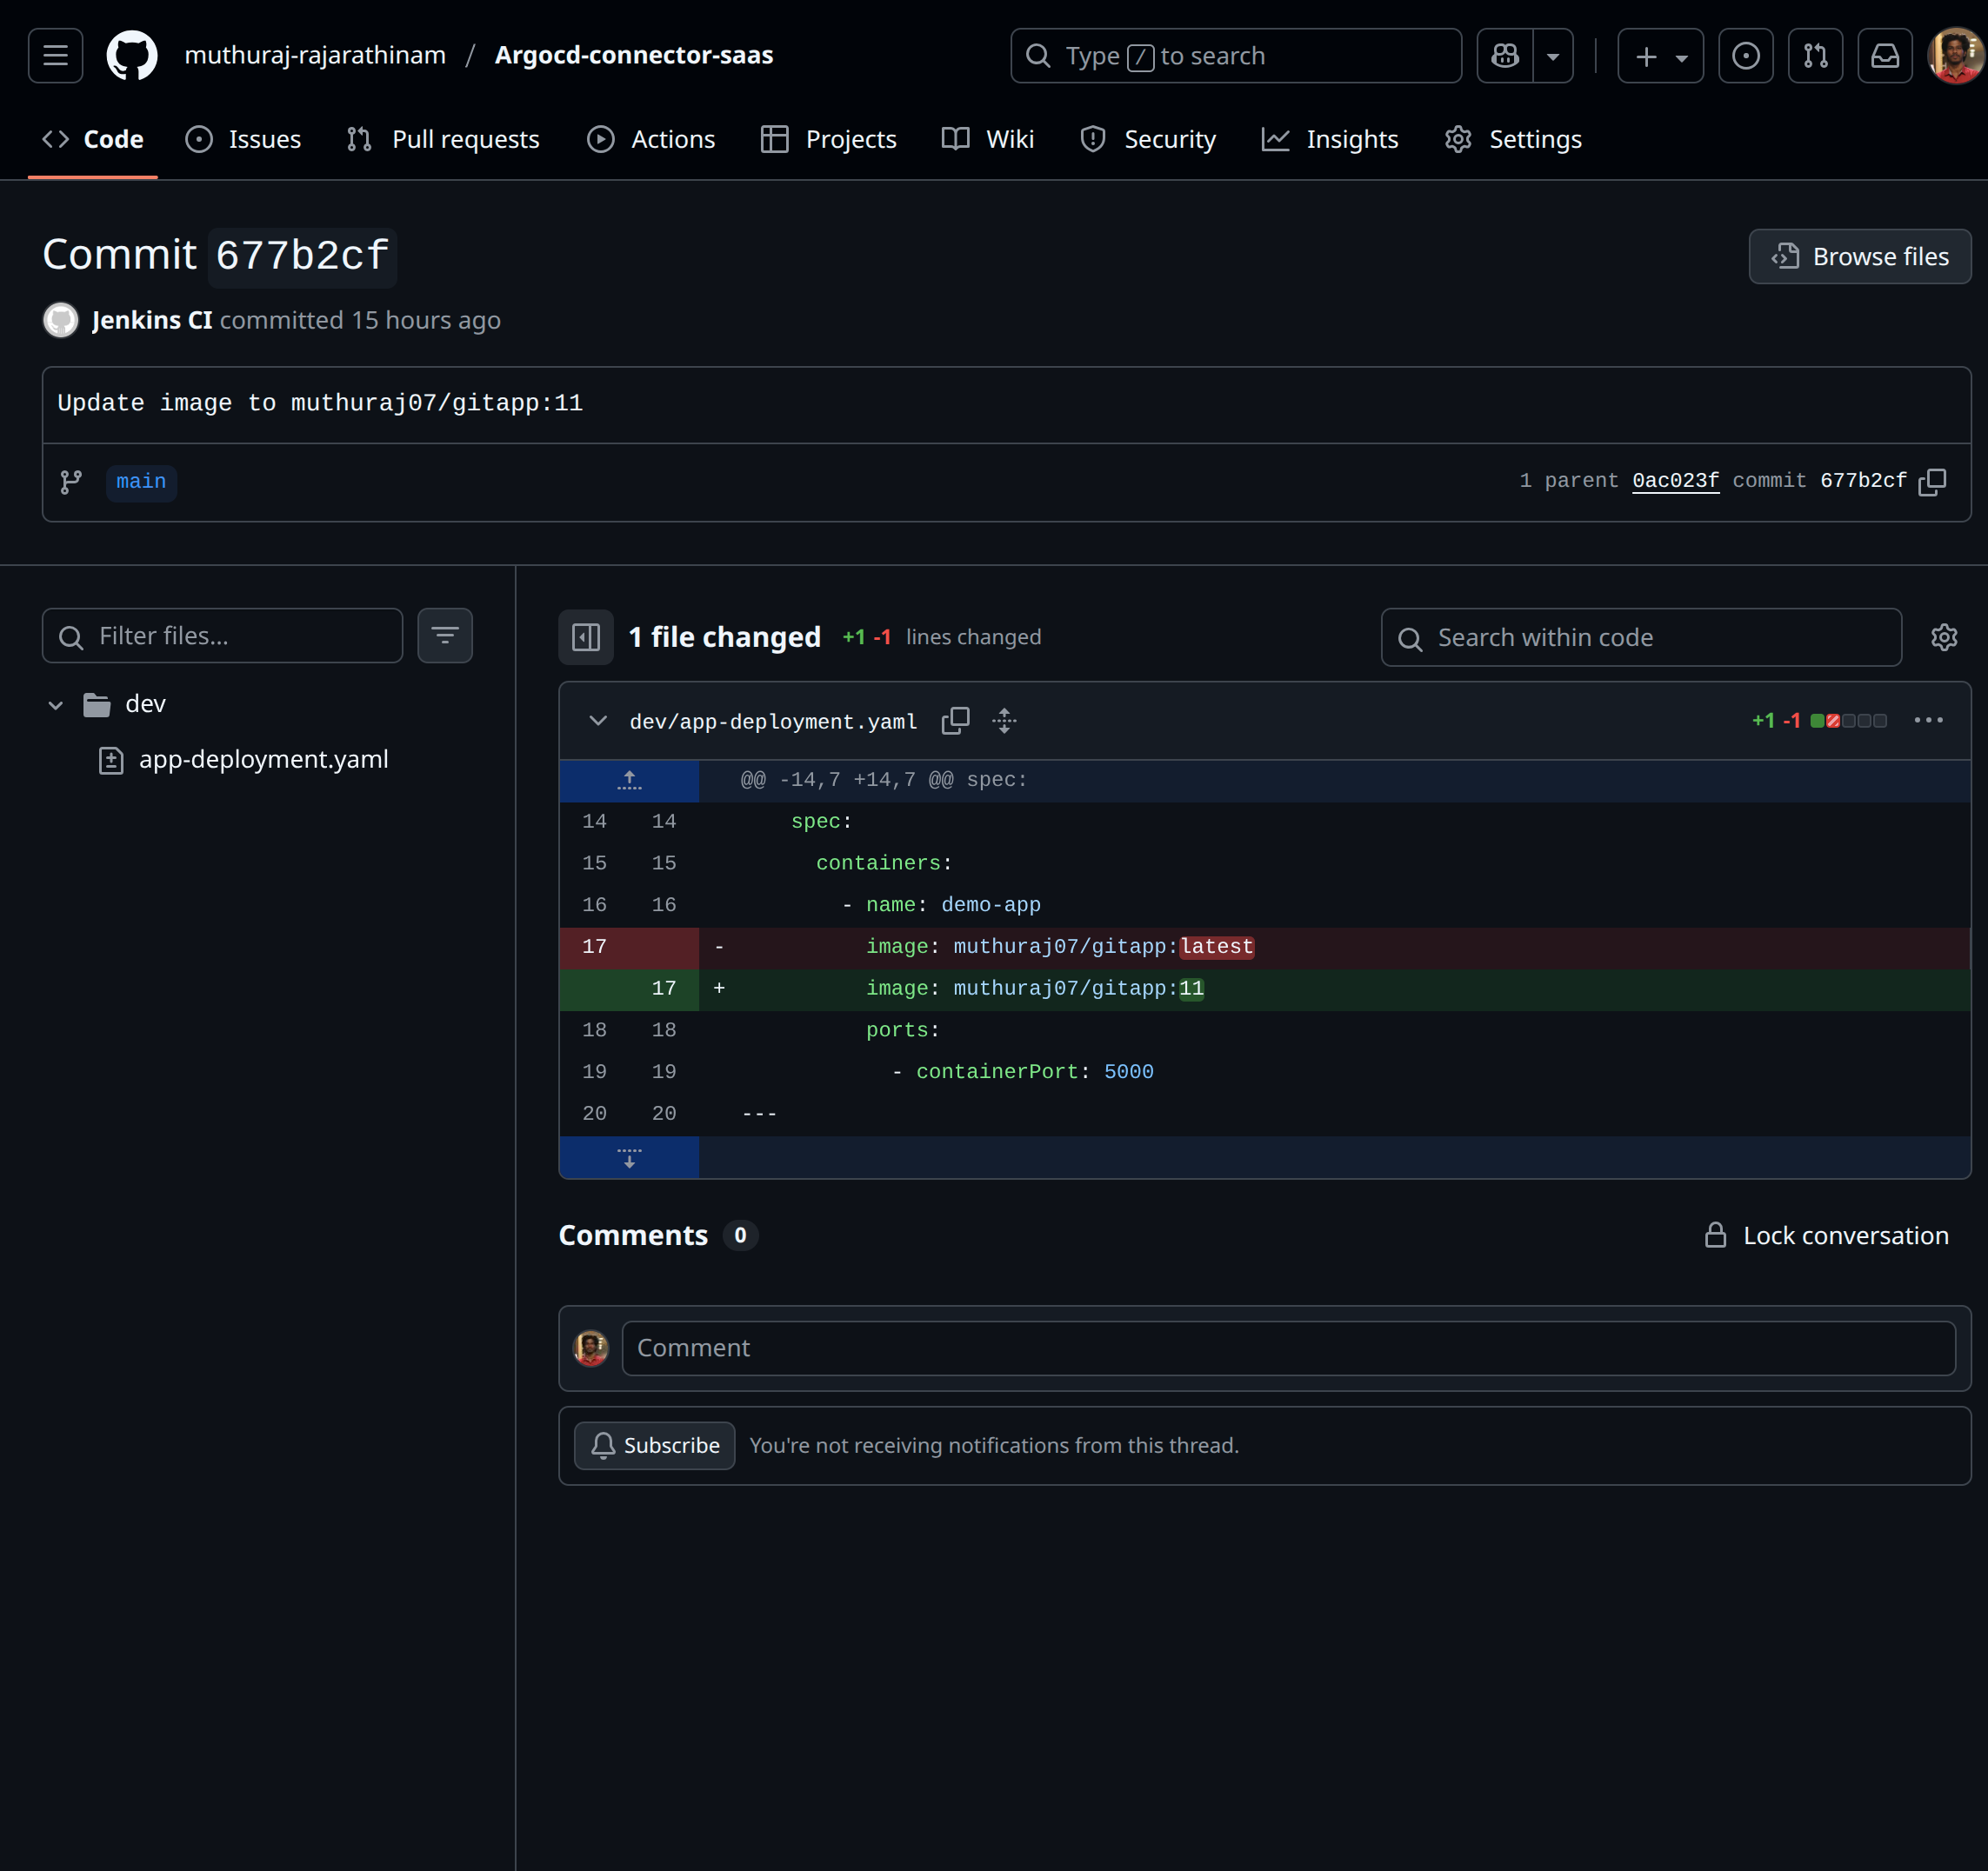 muthuraj-rajarathinam / Argocd-connector-saas
Type / to search
Code Issues Pull requests Actions Projects Wiki Security Insights Settings
Commit 677b2cf
Browse files
Jenkins CI committed 15 hours ago
Update image to muthuraj07/gitapp:11
main
1 parent 0ac023f commit 677b2cf
Filter files...
dev
app-deployment.yaml
1 file changed +1 -1 lines changed
Search within code
dev/app-deployment.yaml
+1 -1
@@ -14,7 +14,7 @@ spec:
14 14 spec:
15 15 containers:
16 16 - name: demo-app
17 - image: muthuraj07/gitapp:latest
17 + image: muthuraj07/gitapp:11
18 18 ports:
19 19 - containerPort: 5000
20 20 ---
Comments 0
Lock conversation
Comment
Subscribe You're not receiving notifications from this thread.